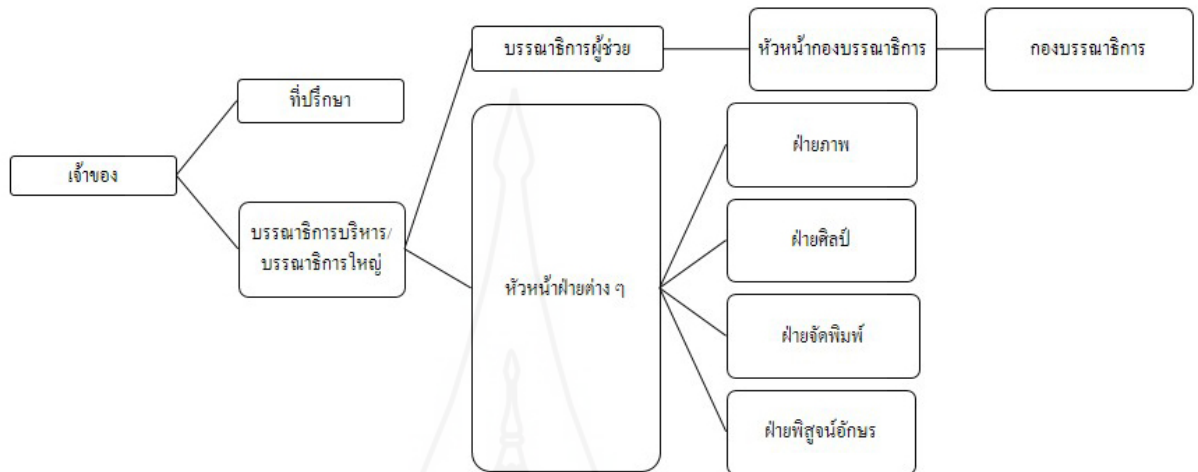 บรรณาธิการผู้ช่วย
หัวหน้ากองบรรณาธิการ
กองบรรณาธิการ
ที่ปรึกษา
เจ้าของ
บรรณาธิการบริหาร/
บรรณาธิการใหญ่
หัวหน้าฝ่ายต่าง ๆ
ฝ่ายภาพ
ฝ่ายศิลป์
ฝ่ายจัดพิมพ์
ฝ่ายพิสูจน์อักษร